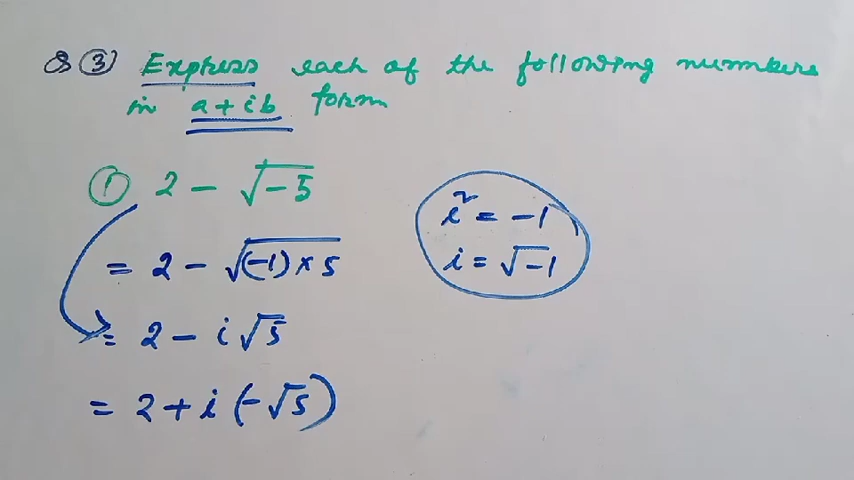 Q ③ Express each of the following numbers
in a + ib form
① 2 - √-5
= 2 - √(-1) × 5
= 2 - i√5
= 2 + i (-√5)
i² = -1
i = √-1